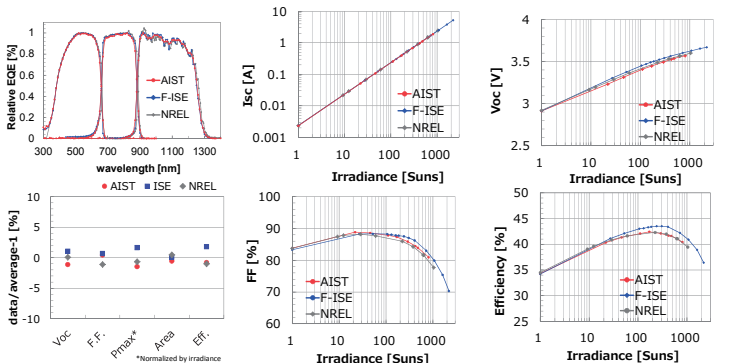 Relative EQE [%]
1
0.8
0.6
0.4
0.2
0
300 500 700 900 1100 1300
wavelength [nm]
AIST
F-ISE
NREL
Isc [A]
10
1
0.1
0.01
0.001
1 10 100 1000
Irradiance [Suns]
AIST
F-ISE
NREL
Voc [V]
4
3.5
3
2.5
1 10 100 1000
Irradiance [Suns]
AIST
F-ISE
NREL
AIST ISE NREL
data/average-1 [%]
10
5
0
-5
-10
Voc F.F. Pmax* Area Eff.
*Normalized by irradiance
FF [%]
100
90
80
70
60
1 10 100 1000
Irradiance [Suns]
AIST
F-ISE
NREL
Efficiency [%]
50
45
40
35
30
25
1 10 100 1000
Irradiance [Suns]
AIST
F-ISE
NREL